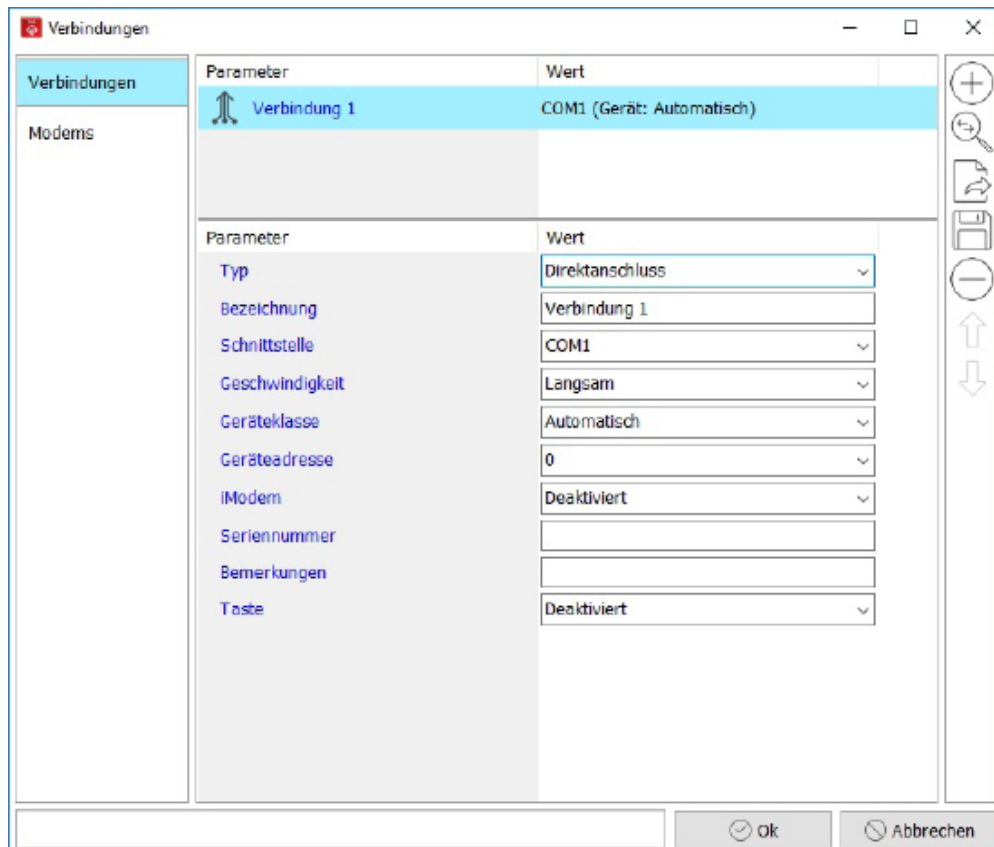 Verbindungen
Verbindungen
Modems
Parameter Wert
Verbindung 1 COM1 (Gerät: Automatisch)
Parameter Wert
Typ Direktanschluss
Bezeichnung Verbindung 1
Schnittstelle COM1
Geschwindigkeit Langsam
Geräteklasse Automatisch
Geräteadresse 0
iModem Deaktiviert
Seriennummer
Bemerkungen
Taste Deaktiviert
Ok Abbrechen